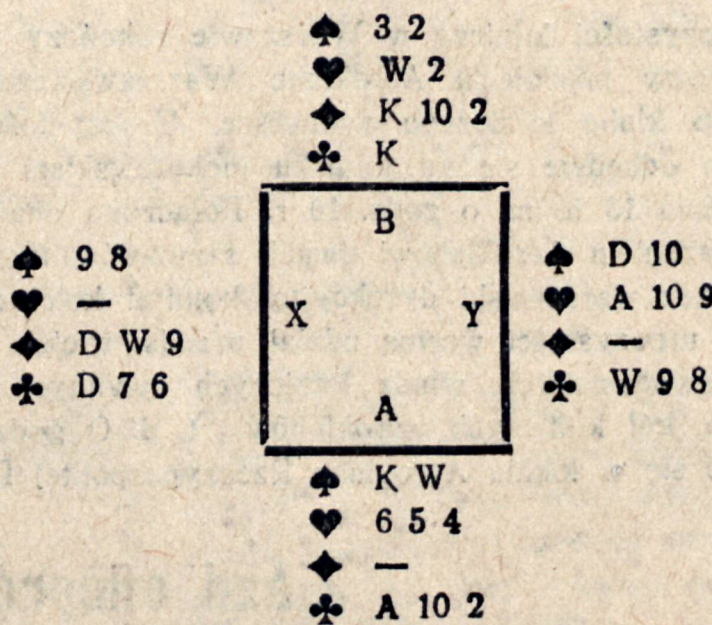 ♠ 3 2
♥ W 2
♦ K 10 2
♣ K
B
♠ 9 8
♥ —
♦ D W 9
♣ D 7 6
X
Y
♠ D 10
♥ A 10 9
♦ —
♣ W 9 8
A
♠ K W
♥ 6 5 4
♦ —
♣ A 10 2